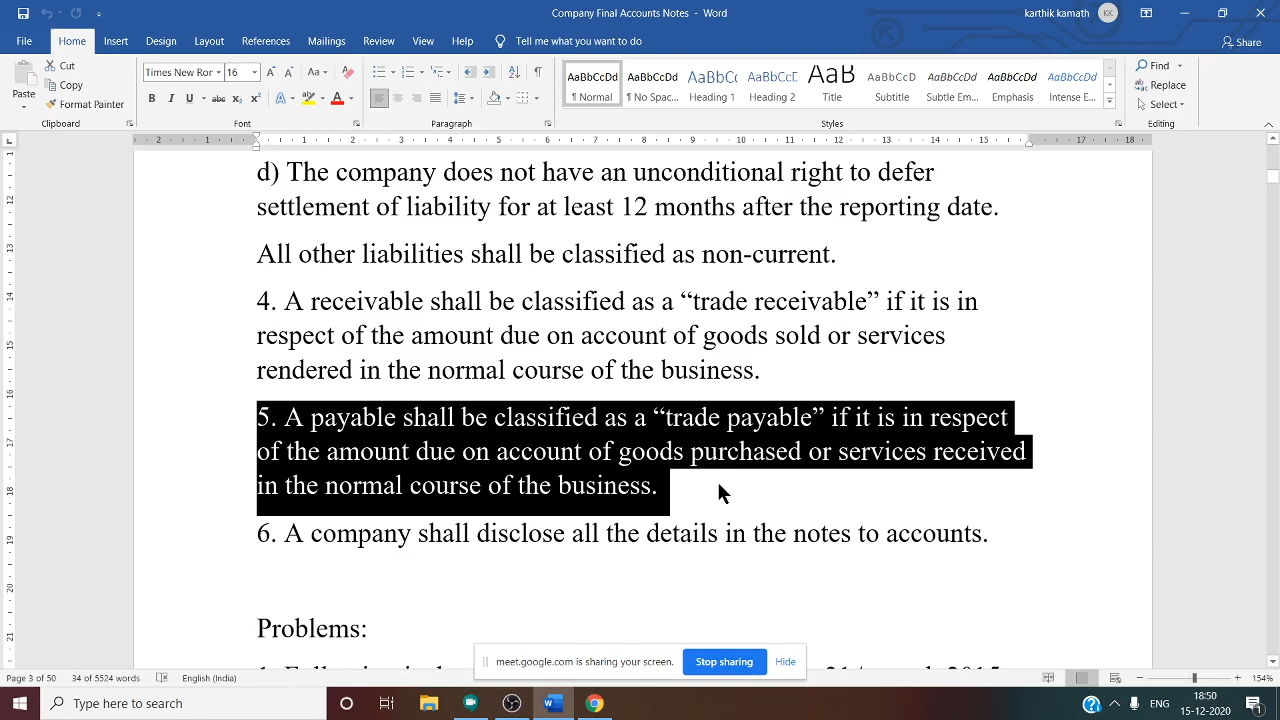 Company Final Accounts Notes - Word
karthik kamath
KK
File Home Insert Design Layout References Mailings Review View Help Tell me what you want to do
Share
Paste
Cut
Copy
Format Painter
Clipboard
Times New Ror 16
Font
Paragraph
AaBbCcDd AaBbCcDd AaBbCc AaBbCcD AaB AaBbCcD AaBbCcDd AaBbCcDd AaBbCcDd
¶ Normal ¶ No Spac... Heading 1 Heading 2 Title Subtitle Subtle Em... Emphasis Intense E...
Styles
Find
Replace
Select
Editing
d) The company does not have an unconditional right to defer
settlement of liability for at least 12 months after the reporting date.
All other liabilities shall be classified as non-current.
4. A receivable shall be classified as a “trade receivable” if it is in
respect of the amount due on account of goods sold or services
rendered in the normal course of the business.
5. A payable shall be classified as a “trade payable” if it is in respect
of the amount due on account of goods purchased or services received
in the normal course of the business.
6. A company shall disclose all the details in the notes to accounts.
Problems:
meet.google.com is sharing your screen. Stop sharing Hide
Page 3 of 50 34 of 5524 words English (India)
154%
Type here to search
18:50
15-12-2020